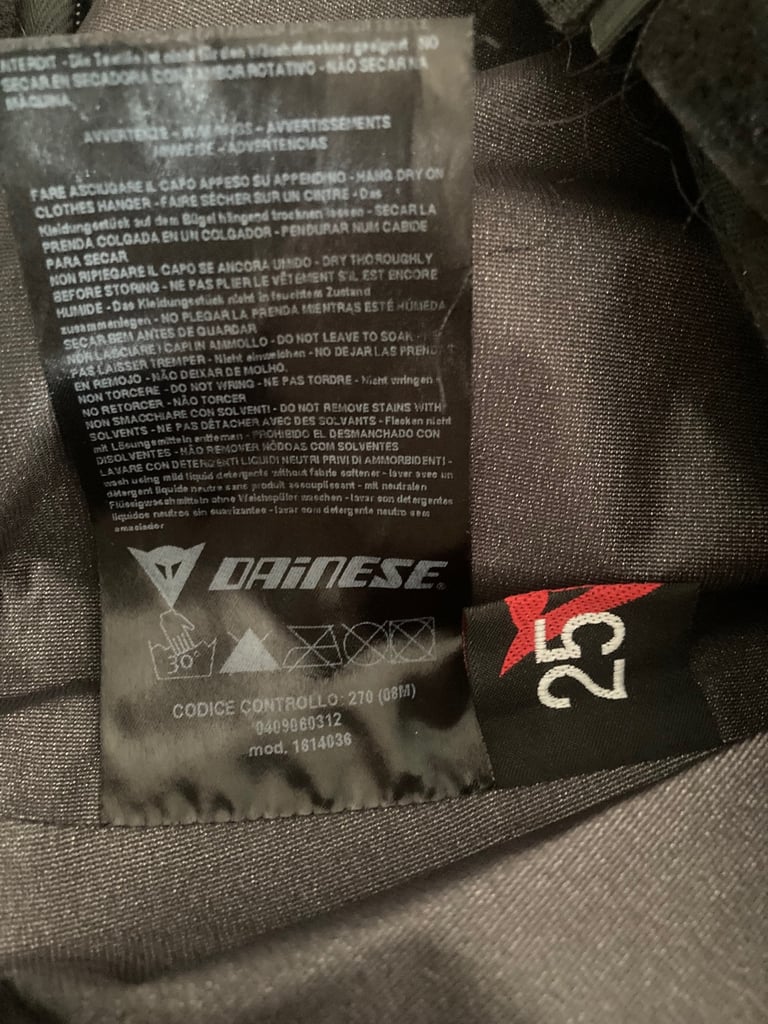 INTERDIT - Die Textilie ist nicht für den Wäschetrockner geeignet - NO
SECAR EN SECADORA CON TAMBOR ROTATIVO - NÃO SECAR NA
MÁQUINA
AVVERTENZE - WARNINGS - AVVERTISSEMENTS
HINWEISE - ADVERTENCIAS
FARE ASCIUGARE IL CAPO APPESO SU APPENDINO - HANG DRY ON
CLOTHES HANGER - FAIRE SÉCHER SUR UN CINTRE - Das
Kleidungsstück auf dem Bügel hängend trocknen lassen - SECAR LA
PRENDA COLGADA EN UN COLGADOR - PENDURAR NUM CABIDE
PARA SECAR
NON RIPIEGARE IL CAPO SE ANCORA UMIDO - DRY THOROUGHLY
BEFORE STORING - NE PAS PLIER LE VÊTEMENT S'IL EST ENCORE
HUMIDE - Das Kleidungsstück nicht in feuchtem Zustand
zusammenlegen - NO PLEGAR LA PRENDA MIENTRAS ESTÉ HÚMEDA
SECAR BEM ANTES DE GUARDAR
NON LASCIARE I CAPI IN AMMOLLO - DO NOT LEAVE TO SOAK -
PAS LAISSER TREMPER - Nicht einweichen - NO DEJAR LAS PREND
EN REMOJO - NÃO DEIXAR DE MOLHO.
NON TORCERE - DO NOT WRING - NE PAS TORDRE - Nicht wringen
NO RETORCER - NÃO TORCER
NON SMACCHIARE CON SOLVENTI - DO NOT REMOVE STAINS WITH
SOLVENTS - NE PAS DÉTACHER AVEC DES SOLVANTS - Flecken nicht
mit Lösungsmitteln entfernen - PROHIBIDO EL DESMANCHADO CON
DISOLVENTES - NÃO REMOVER NÓDOAS COM SOLVENTES
LAVARE CON DETERGENTI LIQUIDI NEUTRI PRIVI DI AMMORBIDENTI -
wash using mild liquid detergents without fabric softener - laver avec un
détergent liquide neutre sans produit assouplissant - mit neutralen
Flüssigwaschmitteln ohne Weichspüler waschen - lavar con detergentes
líquidos neutros sin suavizantes - lavar com detergente neutro sem
amaciador
DAINESE®
30°
CODICE CONTROLLO: 270 (08M)
0409060312
mod. 1614036
25